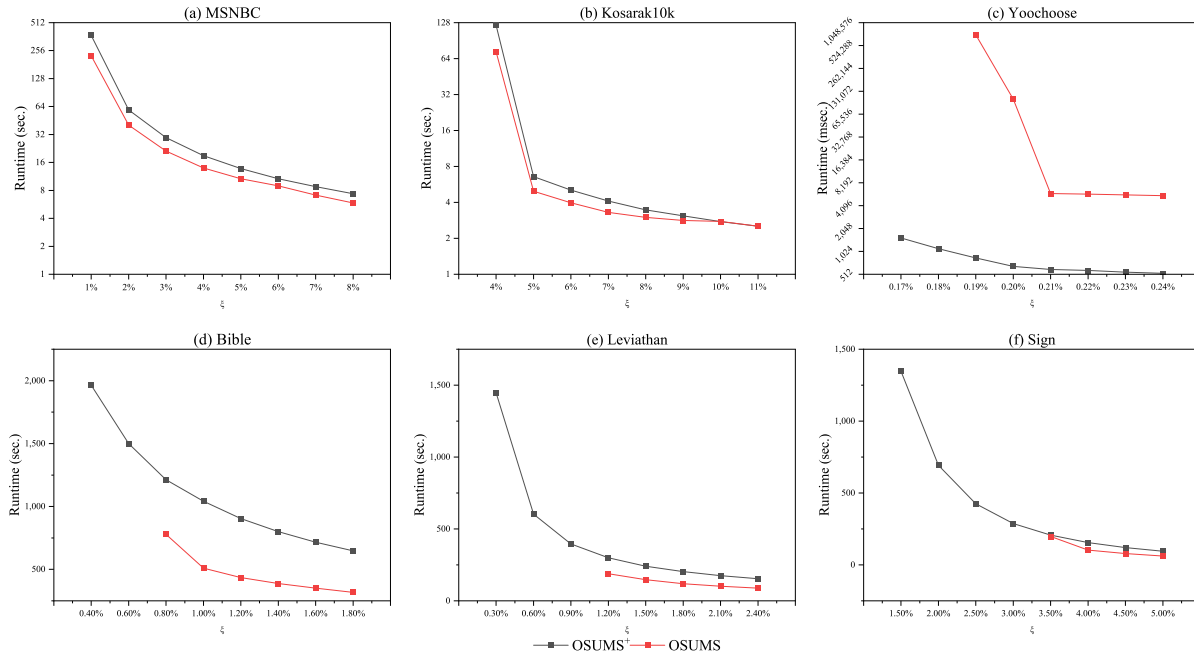 (a) MSNBC
Runtime (sec.)
512
256
128
64
32
16
8
4
2
1
1% 2% 3% 4% 5% 6% 7% 8%
ξ
(b) Kosarak10k
Runtime (sec.)
128
64
32
16
8
4
2
1
4% 5% 6% 7% 8% 9% 10% 11%
ξ
(c) Yoochoose
Runtime (msec.)
1,048,576
524,288
262,144
131,072
65,536
32,768
16,384
8,192
4,096
2,048
1,024
512
0.17% 0.18% 0.19% 0.20% 0.21% 0.22% 0.23% 0.24%
ξ
(d) Bible
Runtime (sec.)
2,000
1,500
1,000
500
0.40% 0.60% 0.80% 1.00% 1.20% 1.40% 1.60% 1.80%
ξ
(e) Leviathan
Runtime (sec.)
1,500
1,000
500
0
0.30% 0.60% 0.90% 1.20% 1.50% 1.80% 2.10% 2.40%
ξ
(f) Sign
Runtime (sec.)
1,500
1,000
500
0
1.50% 2.00% 2.50% 3.00% 3.50% 4.00% 4.50% 5.00%
ξ
OSUMS+ OSUMS